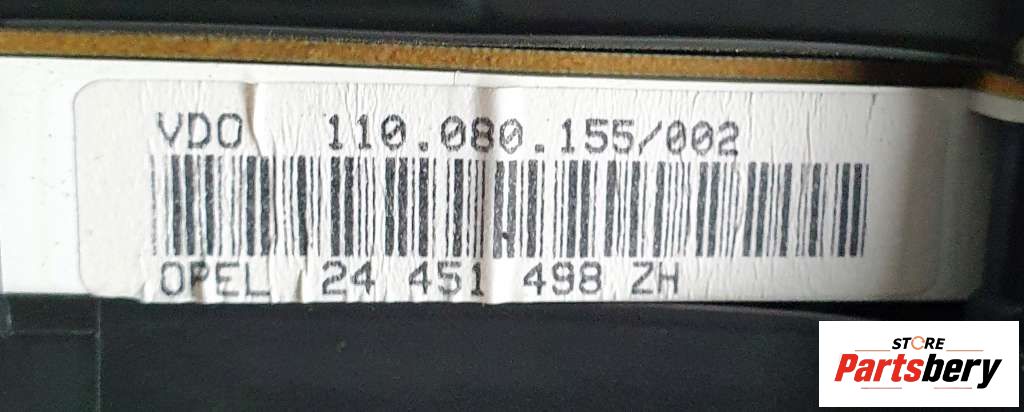 VDO 110.080.155/002
OPEL 24 451 498 ZH
STORE
Partsbery